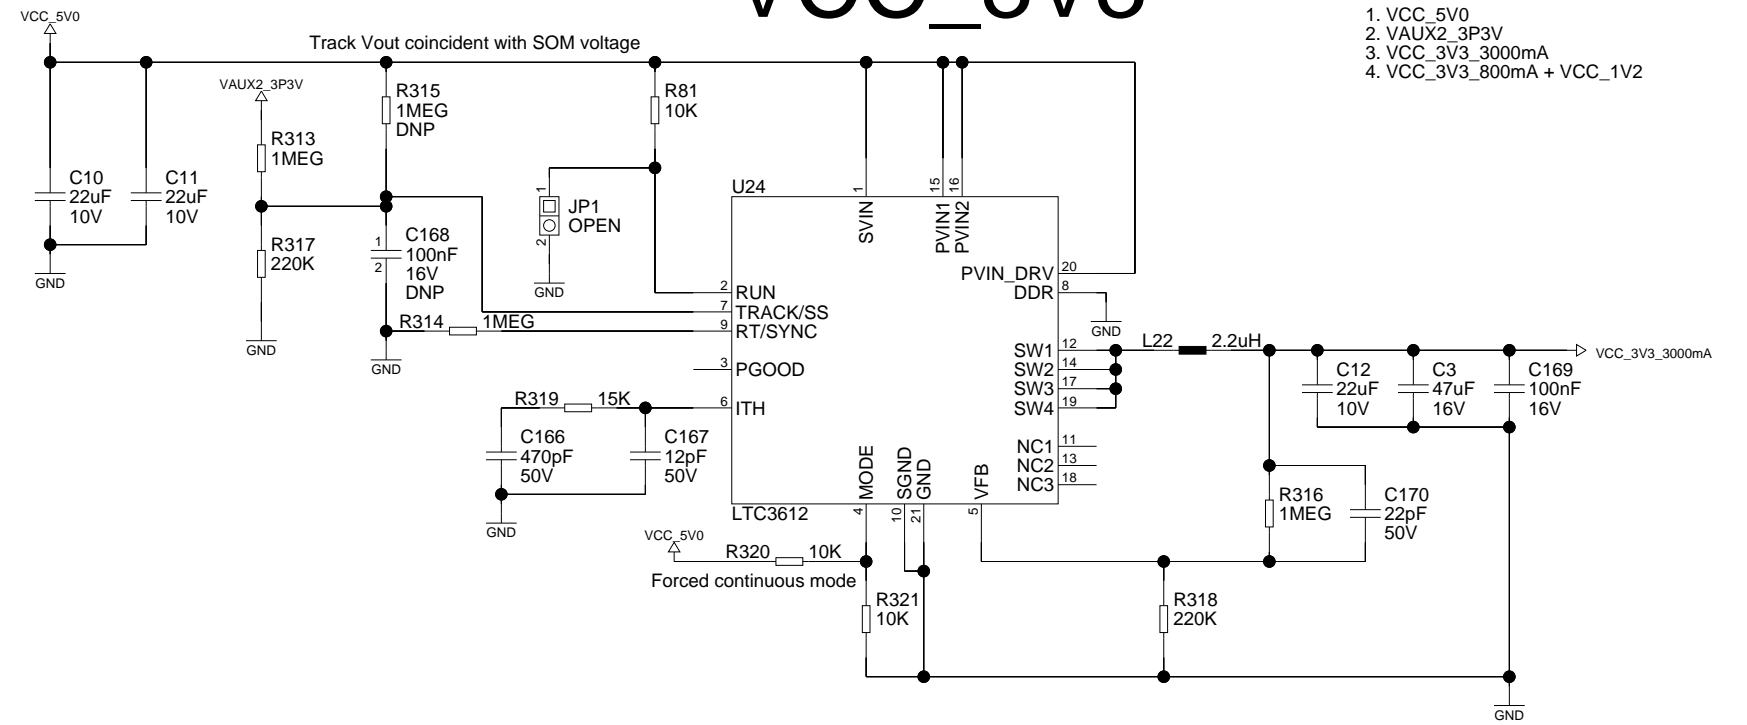 VCC_3V3
1. VCC_5V0
2. VAUX2_3P3V
3. VCC_3V3_3000mA
4. VCC_3V3_800mA + VCC_1V2
VCC_5V0
Track Vout coincident with SOM voltage
VAUX2_3P3V
R315
1MEG
DNP
R81
10K
R313
1MEG
C10
22uF
10V
C11
22uF
10V
GND
R317
220K
GND
1
2
C168
100nF
16V
DNP
GND
R314
1MEG
1
2
JP1
OPEN
GND
U24
LTC3612
1
SVIN
15
PVIN1
16
PVIN2
PVIN_DRV
20
DDR
8
GND
2
RUN
7
TRACK/SS
9
RT/SYNC
3
PGOOD
6
ITH
SW1
12
SW2
14
SW3
17
SW4
19
NC1
11
NC2
13
NC3
18
MODE
4
SGND
10
GND
21
VFB
5
R319
15K
C166
470pF
50V
C167
12pF
50V
GND
VCC_5V0
R320
10K
Forced continuous mode
R321
10K
L22
2.2uH
VCC_3V3_3000mA
C12
22uF
10V
C3
47uF
16V
C169
100nF
16V
R316
1MEG
C170
22pF
50V
R318
220K
GND